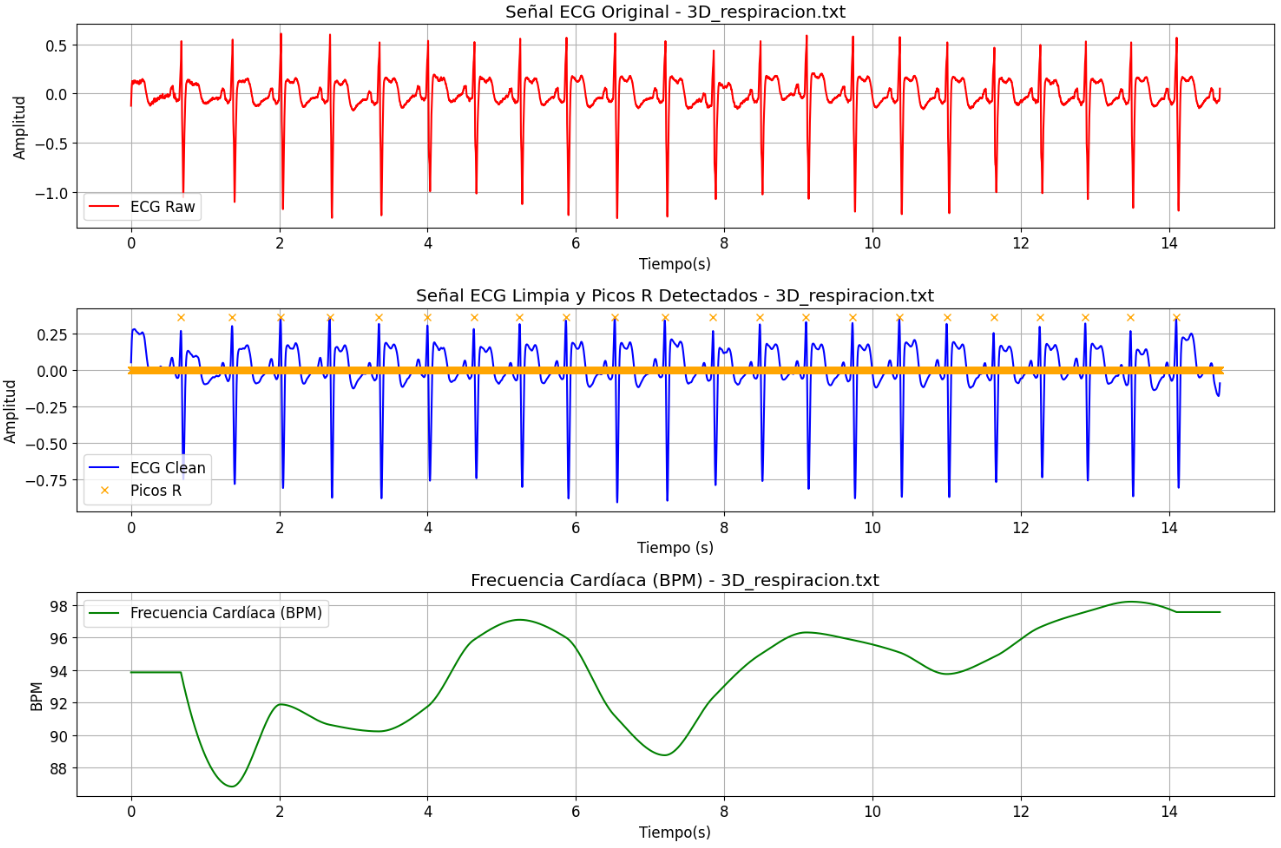 Señal ECG Original - 3D_respiracion.txt
0.5
0.0
−0.5
−1.0
Amplitud
ECG Raw
0 2 4 6 8 10 12 14
Tiempo(s)
Señal ECG Limpia y Picos R Detectados - 3D_respiracion.txt
0.25
0.00
−0.25
−0.50
−0.75
Amplitud
ECG Clean
Picos R
0 2 4 6 8 10 12 14
Tiempo (s)
Frecuencia Cardíaca (BPM) - 3D_respiracion.txt
98
96
94
92
90
88
BPM
Frecuencia Cardíaca (BPM)
0 2 4 6 8 10 12 14
Tiempo(s)